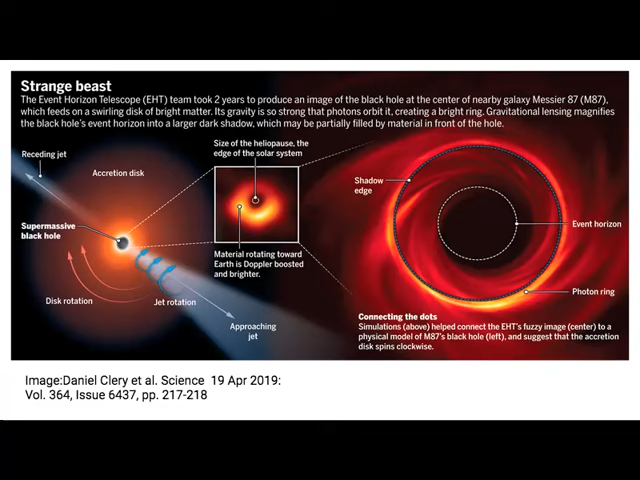 Strange beast
The Event Horizon Telescope (EHT) team took 2 years to produce an image of the black hole at the center of nearby galaxy Messier 87 (M87),
which feeds on a swirling disk of bright matter. Its gravity is so strong that photons orbit it, creating a bright ring. Gravitational lensing magnifies
the black hole's event horizon into a larger dark shadow, which may be partially filled by material in front of the hole.
Receding jet
Accretion disk
Supermassive
black hole
Disk rotation
Jet rotation
Approaching
jet
Size of the heliopause, the
edge of the solar system
Material rotating toward
Earth is Doppler boosted
and brighter.
Shadow
edge
Event horizon
Photon ring
Connecting the dots
Simulations (above) helped connect the EHT's fuzzy image (center) to a
physical model of M87's black hole (left), and suggest that the accretion
disk spins clockwise.
Image:Daniel Clery et al. Science 19 Apr 2019:
Vol. 364, Issue 6437, pp. 217-218